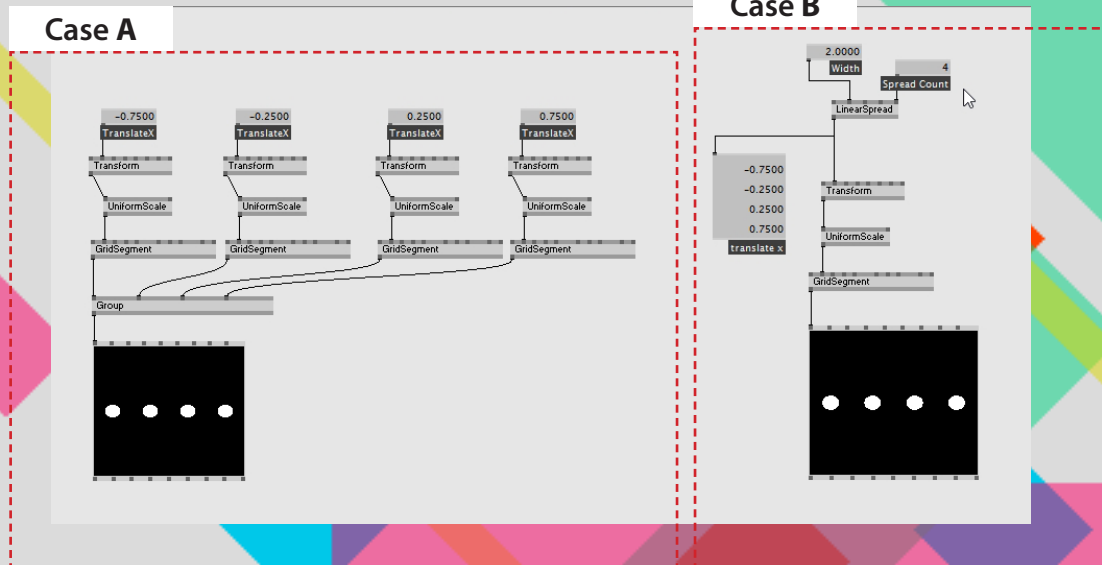 Case A
-0.7500
TranslateX
-0.2500
TranslateX
0.2500
TranslateX
0.7500
TranslateX
Transform
Transform
Transform
Transform
UniformScale
UniformScale
UniformScale
UniformScale
GridSegment
GridSegment
GridSegment
GridSegment
Group
Case B
2.0000
Width
4
Spread Count
LinearSpread
-0.7500
-0.2500
0.2500
0.7500
translate x
Transform
UniformScale
GridSegment